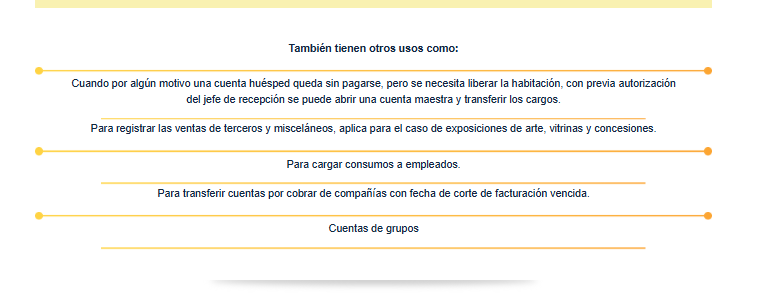 También tienen otros usos como:
Cuando por algún motivo una cuenta huésped queda sin pagarse, pero se necesita liberar la habitación, con previa autorización
del jefe de recepción se puede abrir una cuenta maestra y transferir los cargos.
Para registrar las ventas de terceros y misceláneos, aplica para el caso de exposiciones de arte, vitrinas y concesiones.
Para cargar consumos a empleados.
Para transferir cuentas por cobrar de compañías con fecha de corte de facturación vencida.
Cuentas de grupos